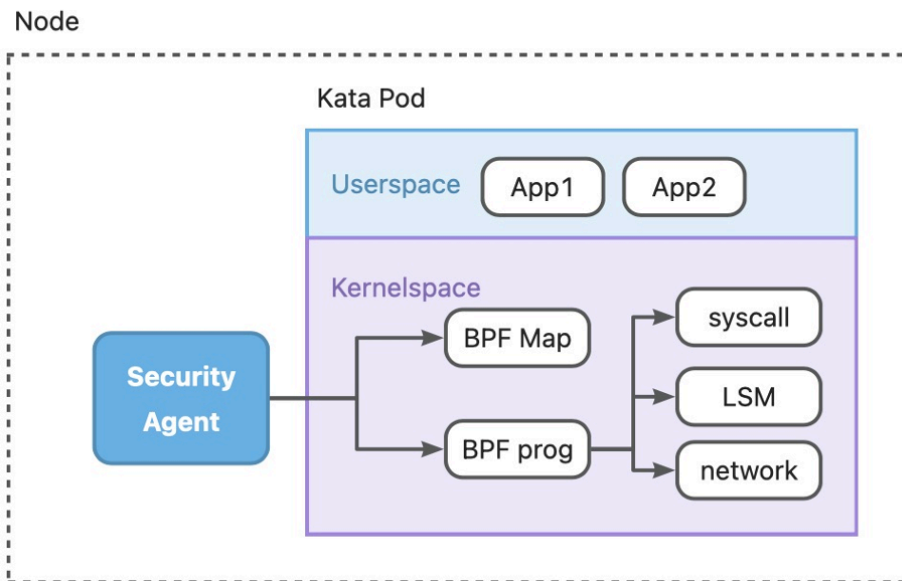 Node
Kata Pod
Userspace
App1
App2
Kernelspace
Security
Agent
BPF Map
BPF prog
syscall
LSM
network